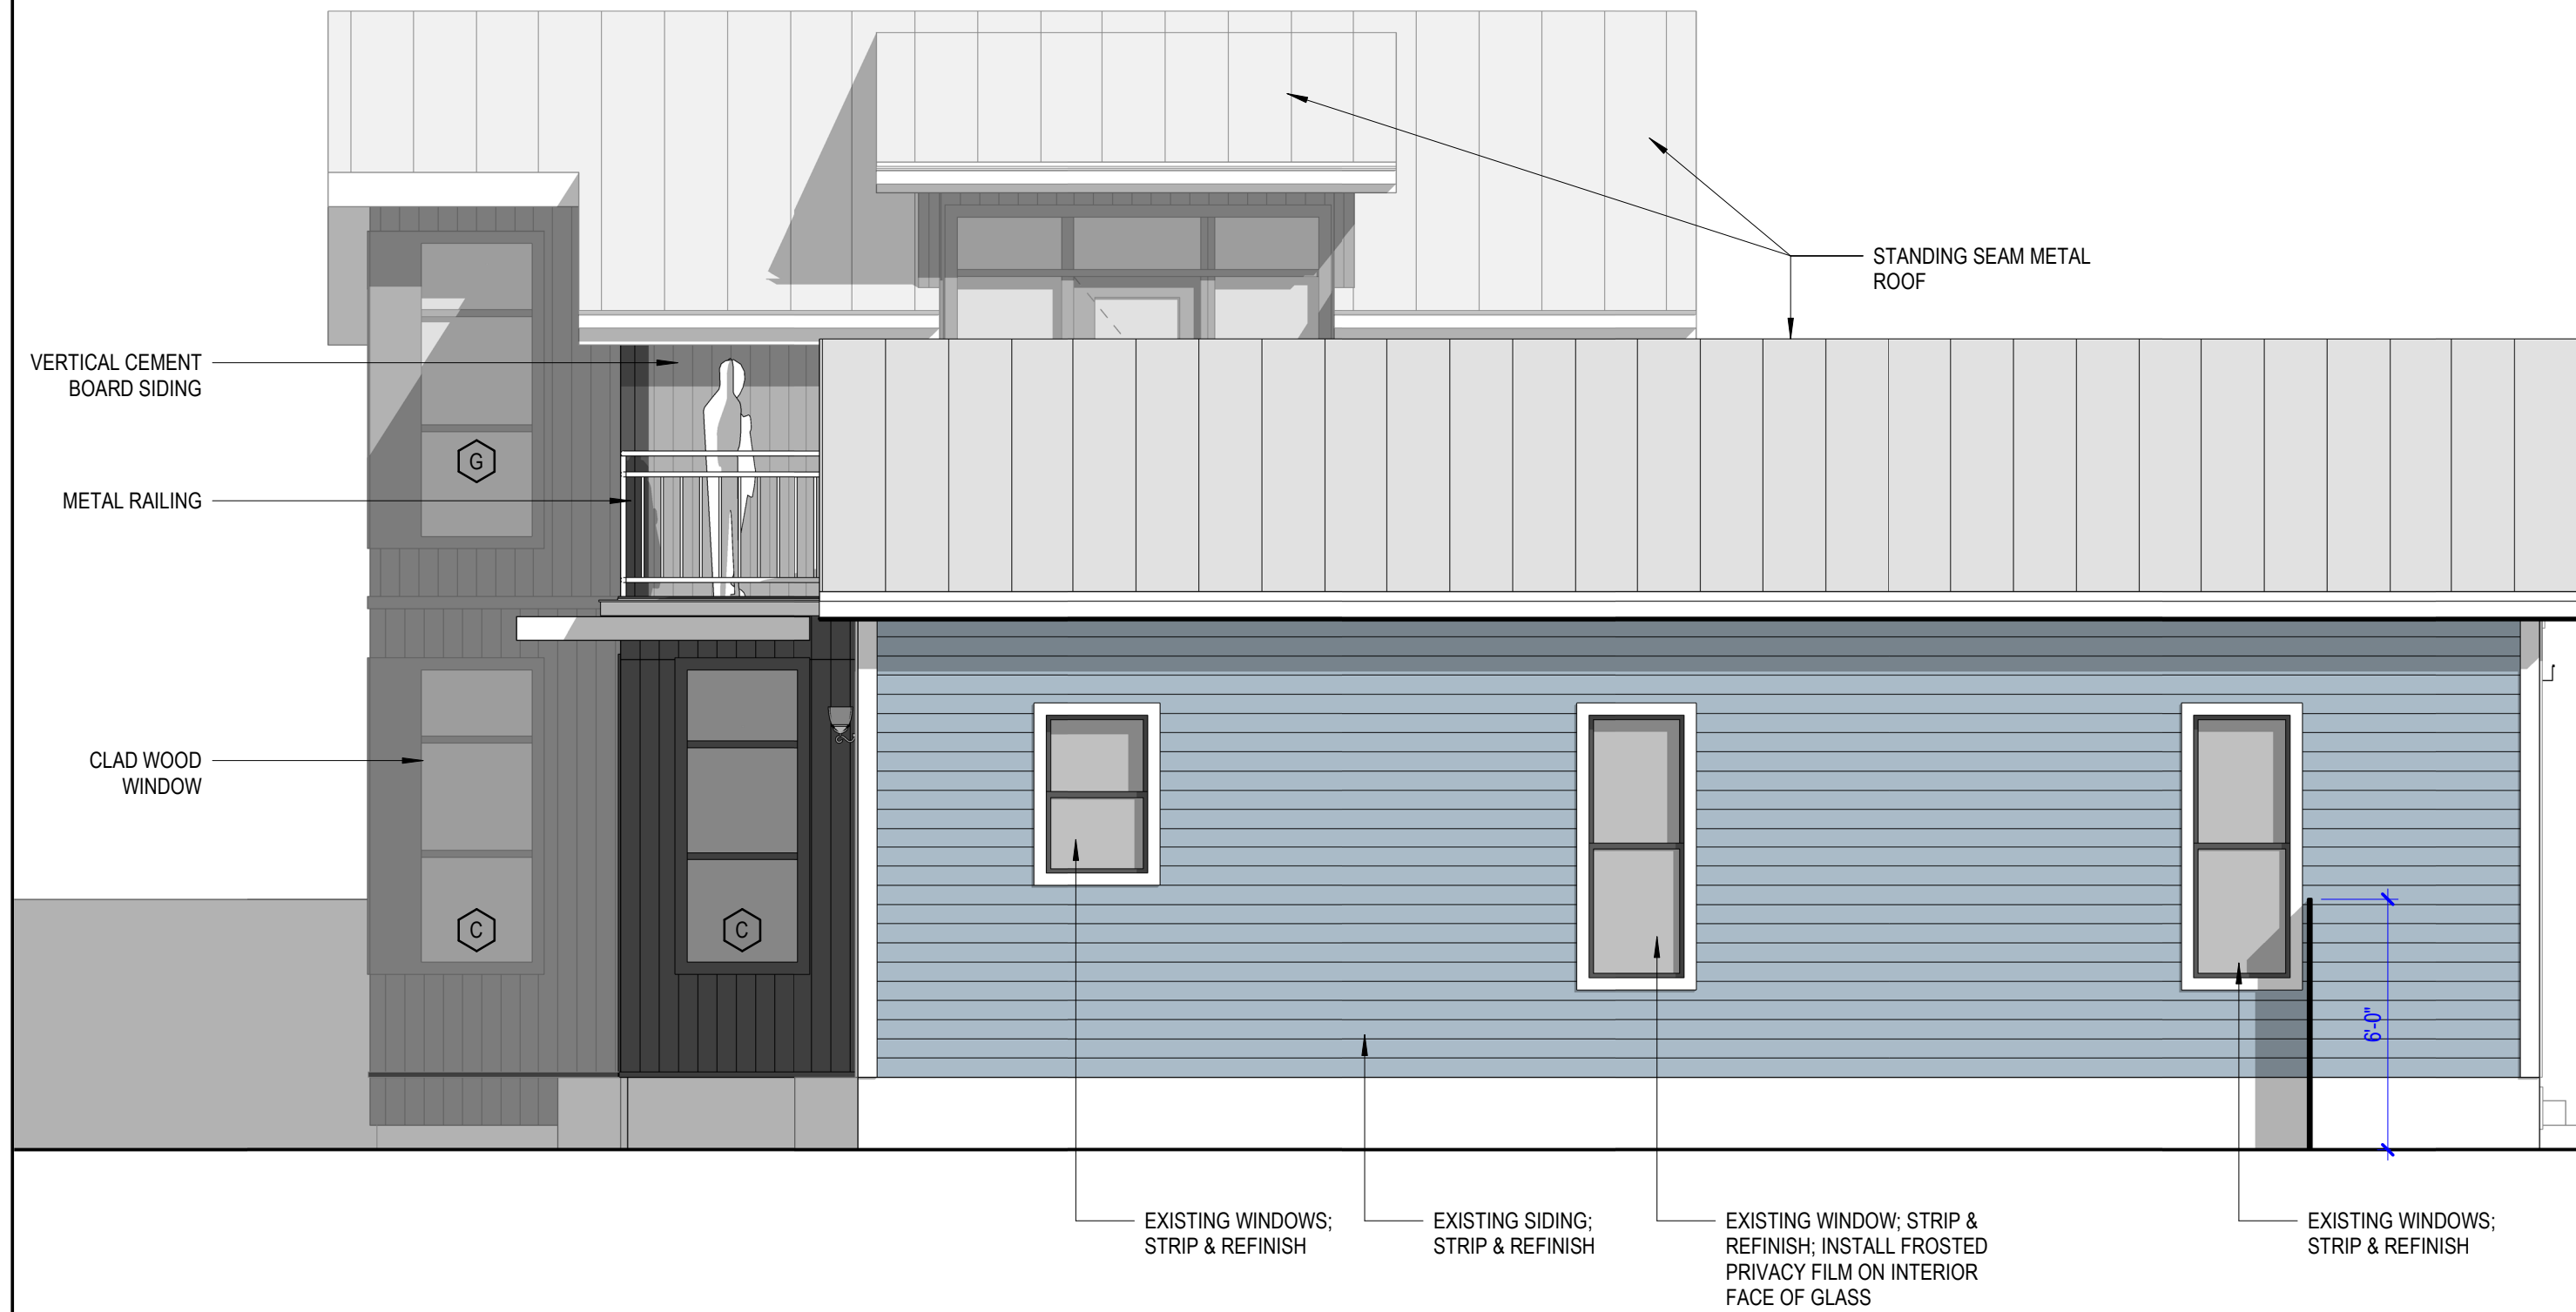 STANDING SEAM METAL
ROOF
VERTICAL CEMENT
BOARD SIDING
G
METAL RAILING
CLAD WOOD
WINDOW
C
C
6'-0"
EXISTING WINDOWS;
STRIP & REFINISH
EXISTING SIDING;
STRIP & REFINISH
EXISTING WINDOW; STRIP &
REFINISH; INSTALL FROSTED
PRIVACY FILM ON INTERIOR
FACE OF GLASS
EXISTING WINDOWS;
STRIP & REFINISH